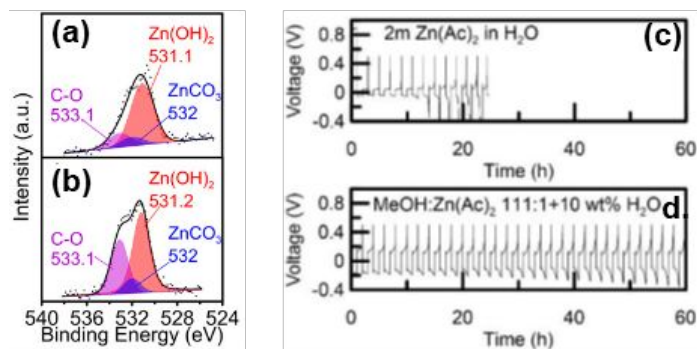 (a)
Zn(OH)₂
531.1
C-O
533.1
ZnCO₃
532
(b)
Zn(OH)₂
531.2
C-O
533.1
ZnCO₃
532
Intensity (a.u.)
540 536 532 528 524
Binding Energy (eV)
2m Zn(Ac)₂ in H₂O
(c)
Voltage (V)
0.8
0.4
0
-0.4
0 20 40 60
Time (h)
MeOH:Zn(Ac)₂ 111:1+10 wt% H₂O
d.
Voltage (V)
0.8
0.4
0
-0.4
0 20 40 60
Time (h)